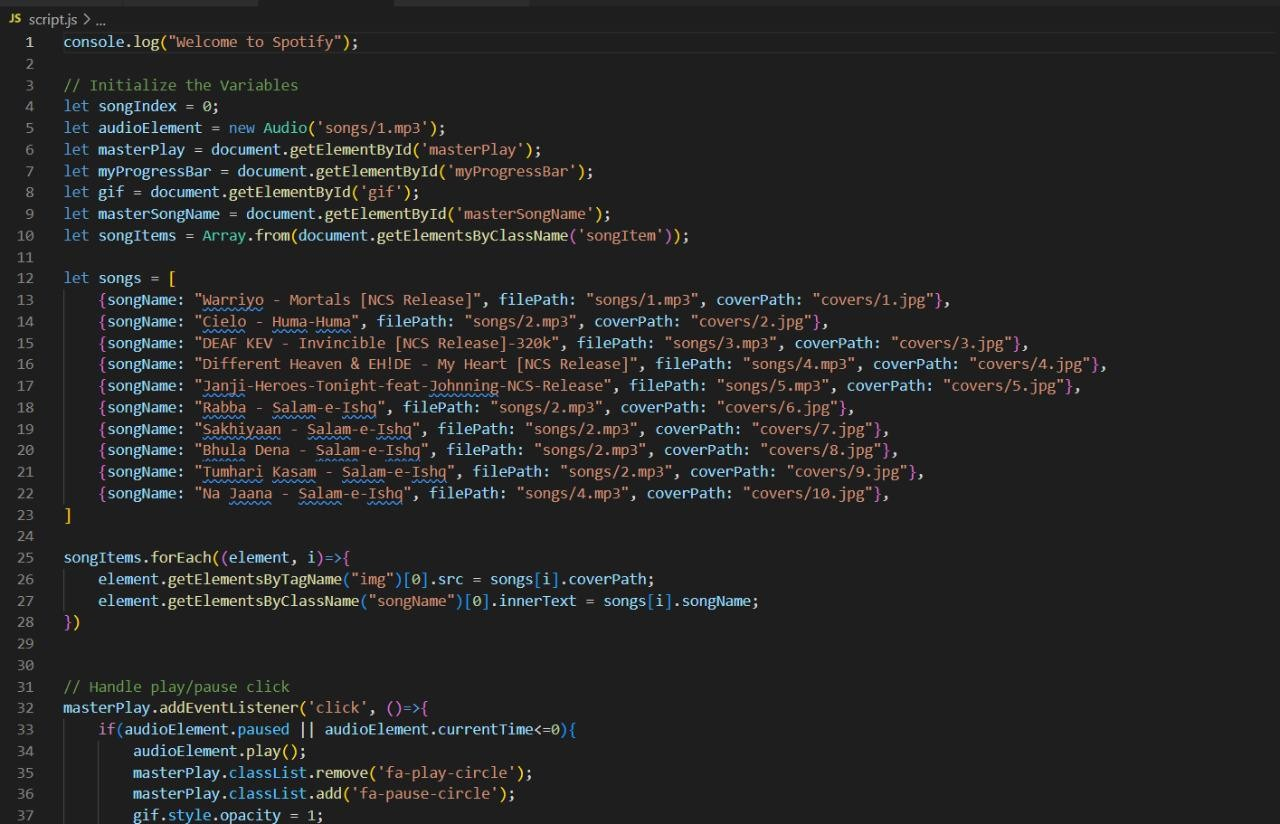 JS script.js > ...
1 console.log("Welcome to Spotify");
2
3 // Initialize the Variables
4 let songIndex = 0;
5 let audioElement = new Audio('songs/1.mp3');
6 let masterPlay = document.getElementById('masterPlay');
7 let myProgressBar = document.getElementById('myProgressBar');
8 let gif = document.getElementById('gif');
9 let masterSongName = document.getElementById('masterSongName');
10 let songItems = Array.from(document.getElementsByClassName('songItem'));
11
12 let songs = [
13     {songName: "Warriyo - Mortals [NCS Release]", filePath: "songs/1.mp3", coverPath: "covers/1.jpg"},
14     {songName: "Cielo - Huma-Huma", filePath: "songs/2.mp3", coverPath: "covers/2.jpg"},
15     {songName: "DEAF KEV - Invincible [NCS Release]-320k", filePath: "songs/3.mp3", coverPath: "covers/3.jpg"},
16     {songName: "Different Heaven & EH!DE - My Heart [NCS Release]", filePath: "songs/4.mp3", coverPath: "covers/4.jpg"},
17     {songName: "Janji-Heroes-Tonight-feat-Johnning-NCS-Release", filePath: "songs/5.mp3", coverPath: "covers/5.jpg"},
18     {songName: "Rabba - Salam-e-Ishq", filePath: "songs/2.mp3", coverPath: "covers/6.jpg"},
19     {songName: "Sakhiyaan - Salam-e-Ishq", filePath: "songs/2.mp3", coverPath: "covers/7.jpg"},
20     {songName: "Bhula Dena - Salam-e-Ishq", filePath: "songs/2.mp3", coverPath: "covers/8.jpg"},
21     {songName: "Tumhari Kasam - Salam-e-Ishq", filePath: "songs/2.mp3", coverPath: "covers/9.jpg"},
22     {songName: "Na Jaana - Salam-e-Ishq", filePath: "songs/4.mp3", coverPath: "covers/10.jpg"},
23 ]
24
25 songItems.forEach((element, i)=>{
26     element.getElementsByTagName("img")[0].src = songs[i].coverPath;
27     element.getElementsByClassName("songName")[0].innerText = songs[i].songName;
28 })
29
30
31 // Handle play/pause click
32 masterPlay.addEventListener('click', ()=>{
33     if(audioElement.paused || audioElement.currentTime<=0){
34         audioElement.play();
35         masterPlay.classList.remove('fa-play-circle');
36         masterPlay.classList.add('fa-pause-circle');
37         gif.style.opacity = 1;